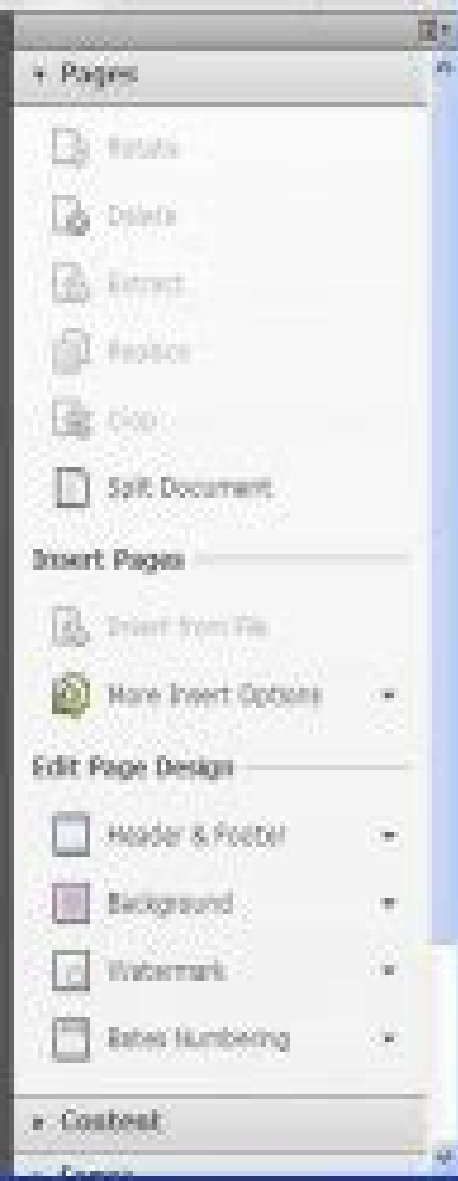 Pages
Rotate
Delete
Extract
Replace
Crop
Split Document
Insert Pages
Insert from File
More Insert Options
Edit Page Design
Header & Footer
Background
Watermark
Bates Numbering
Content